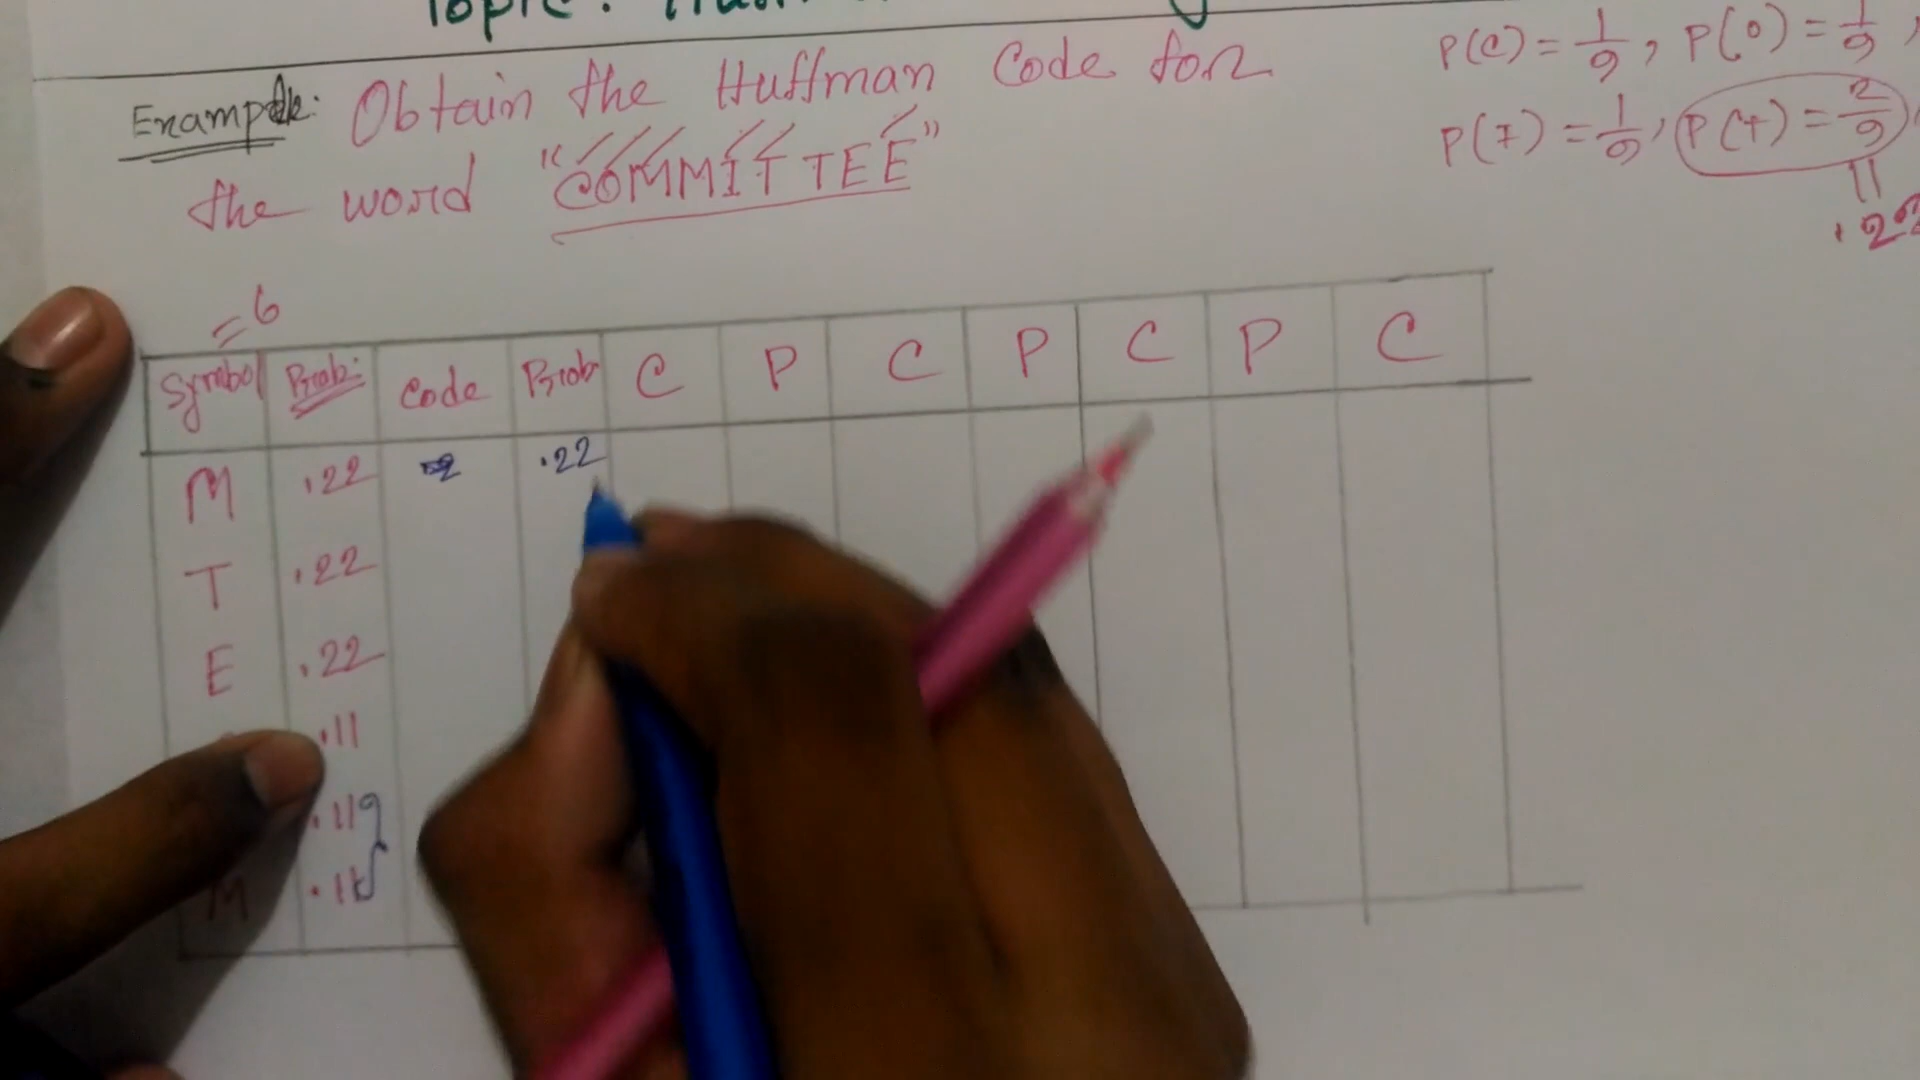 Topic:
Example: Obtain the Huffman Code for
the word "COMMITTEE"
P(C) = 1/9, P(O) = 1/9,
P(I) = 1/9, P(T) = 2/9
.22
= 6
Symbol Prob: Code Prob C P C P C P C
M .22 .22
T .22
E .22
.11
.11
.11